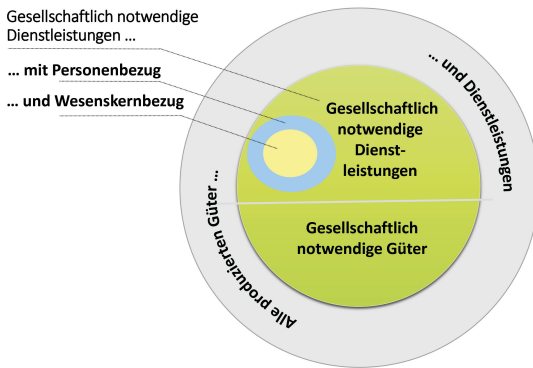 Gesellschaftlich notwendige
Dienstleistungen ...
... mit Personenbezug
... und Wesenskernbezug
... und Dienstleistungen
Gesellschaftlich
notwendige
Dienst-
leistungen
Gesellschaftlich
notwendige Güter
Alle produzierten Güter ...